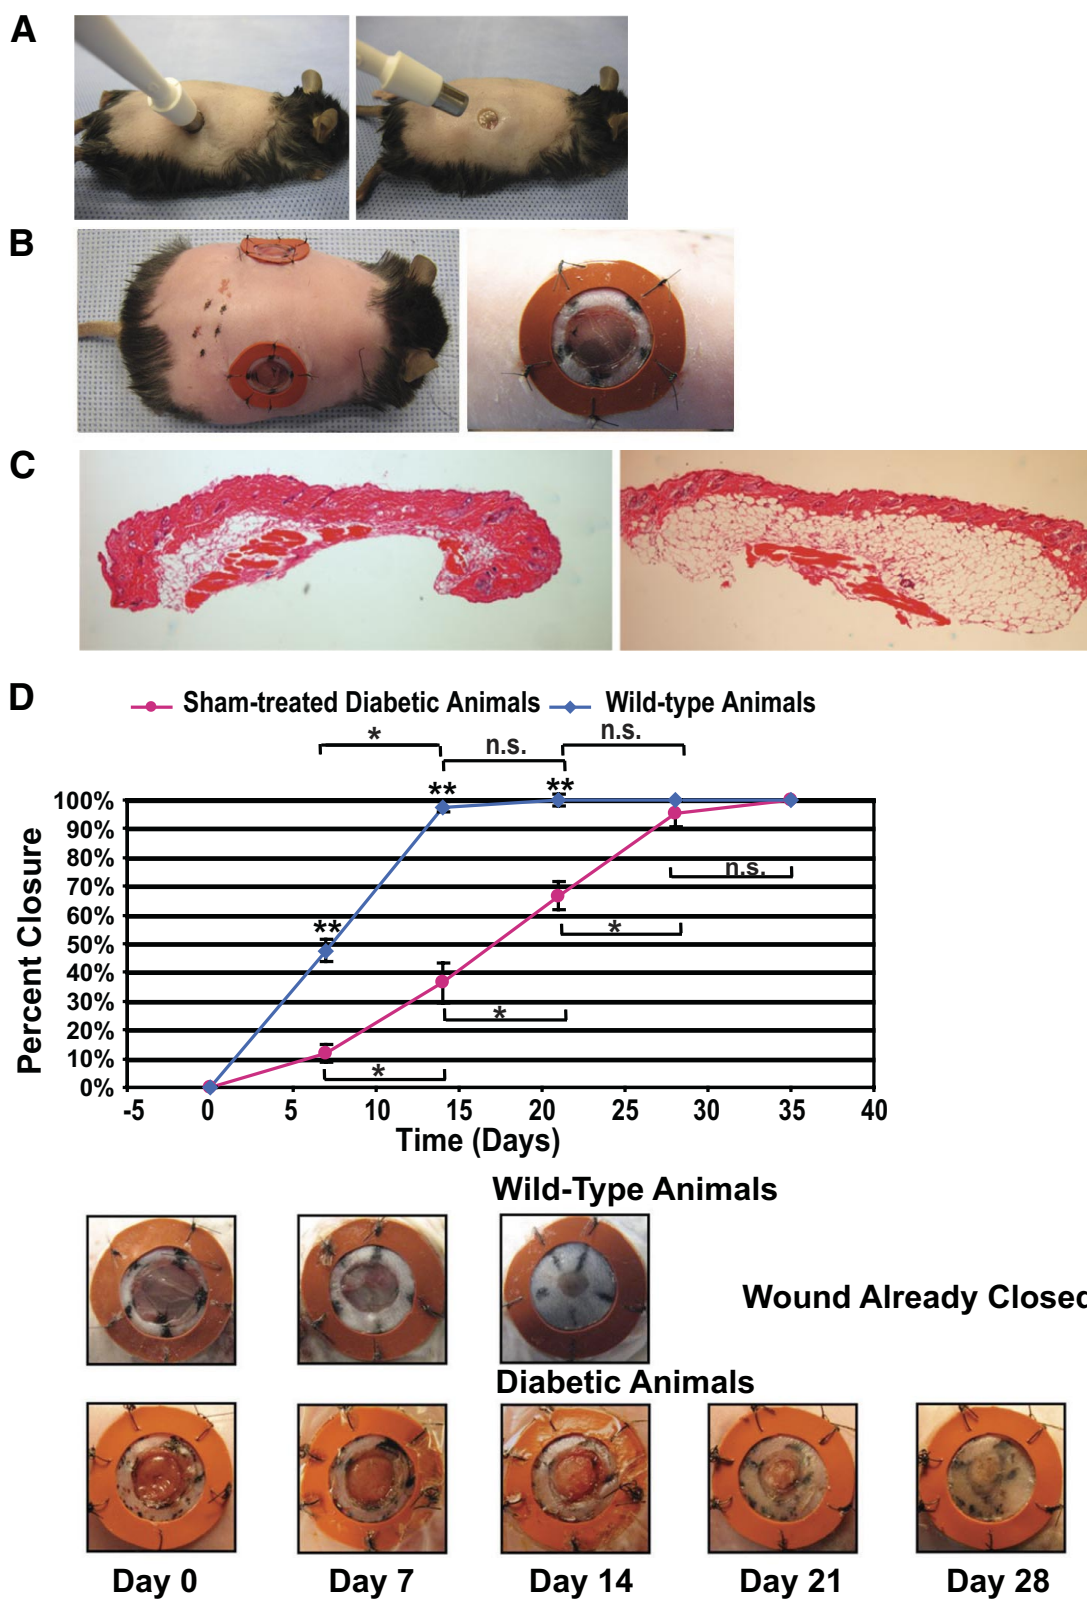 A
B
C
D
Sham-treated Diabetic Animals
Wild-type Animals
*
n.s.
n.s.
**
**
**
n.s.
*
*
*
100%
90%
80%
70%
60%
50%
40%
30%
20%
10%
0%
Percent Closure
-5 0 5 10 15 20 25 30 35 40
Time (Days)
Wild-Type Animals
Wound Already Closed
Diabetic Animals
Day 0 Day 7 Day 14 Day 21 Day 28